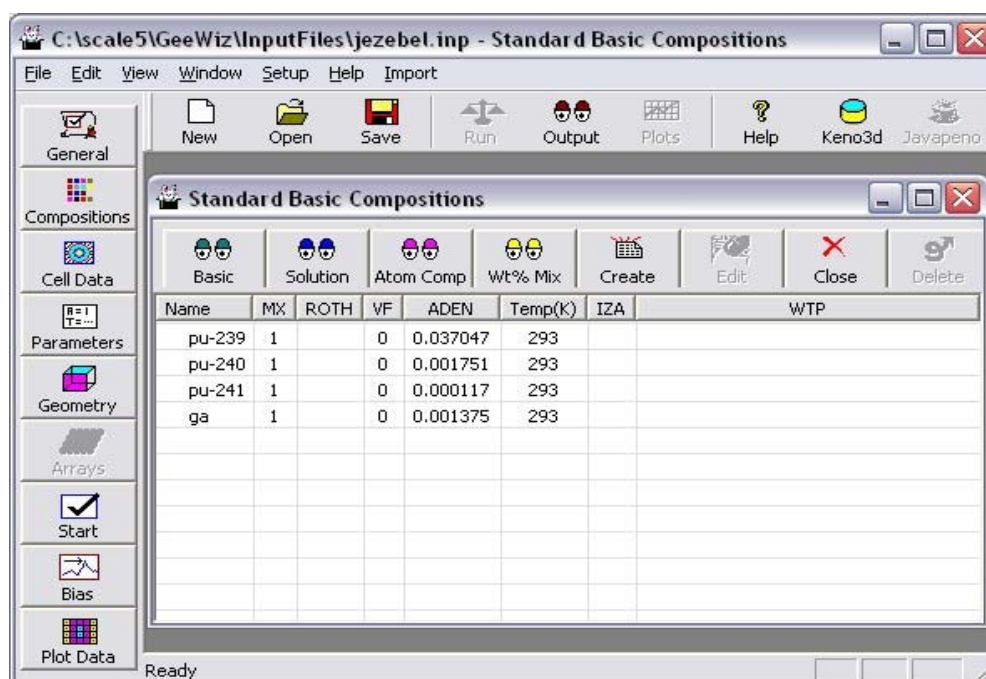 C:\scale5\GeeWiz\InputFiles\jezebel.inp - Standard Basic Compositions
File Edit View Window Setup Help Import
New Open Save Run Output Plots Help Keno3d Javapeno
General
Compositions
Cell Data
Parameters
Geometry
Arrays
Start
Bias
Plot Data
Standard Basic Compositions
Basic Solution Atom Comp Wt% Mix Create Edit Close Delete
Name MX ROTH VF ADEN Temp(K) IZA WTP
pu-239 1 0 0.037047 293
pu-240 1 0 0.001751 293
pu-241 1 0 0.000117 293
ga 1 0 0.001375 293
Ready